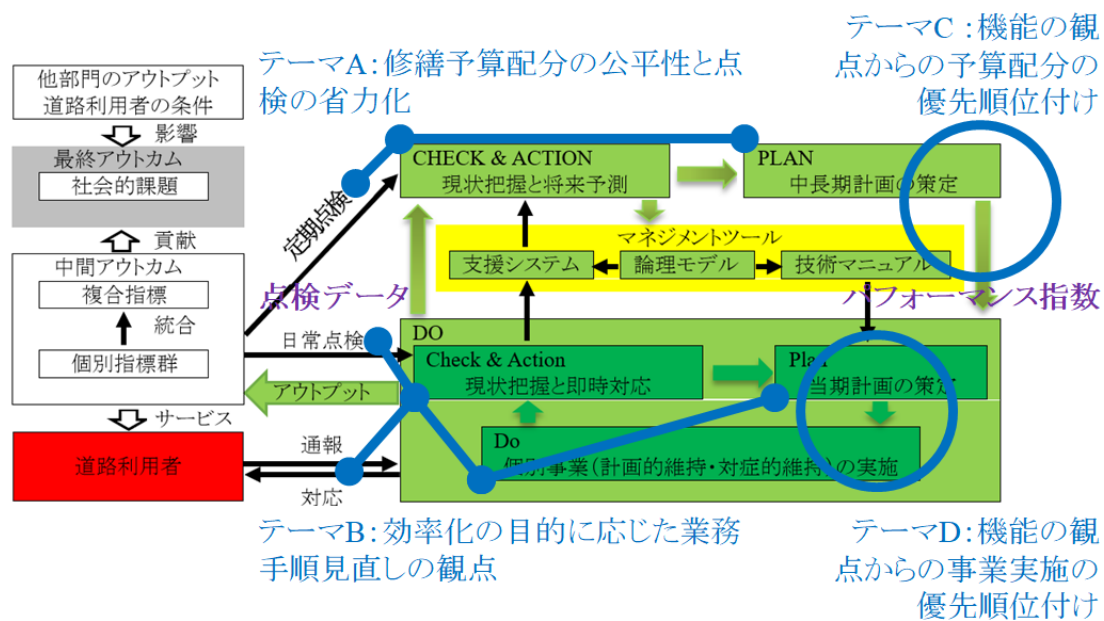 テーマC：機能の観
点からの予算配分の
優先順位付け
テーマA：修繕予算配分の公平性と点
検の省力化
他部門のアウトプット
道路利用者の条件
影響
最終アウトカム
社会的課題
貢献
中間アウトカム
複合指標
統合
個別指標群
サービス
道路利用者
定期点検
CHECK & ACTION
現状把握と将来予測
PLAN
中長期計画の策定
マネジメントツール
支援システム
論理モデル
技術マニュアル
点検データ
パフォーマンス指数
日常点検
アウトプット
通報
対応
DO
Check & Action
現状把握と即時対応
Plan
当期計画の策定
Do
個別事業（計画的維持・対症的維持）の実施
テーマB：効率化の目的に応じた業務
手順見直しの観点
テーマD：機能の観
点からの事業実施の
優先順位付け